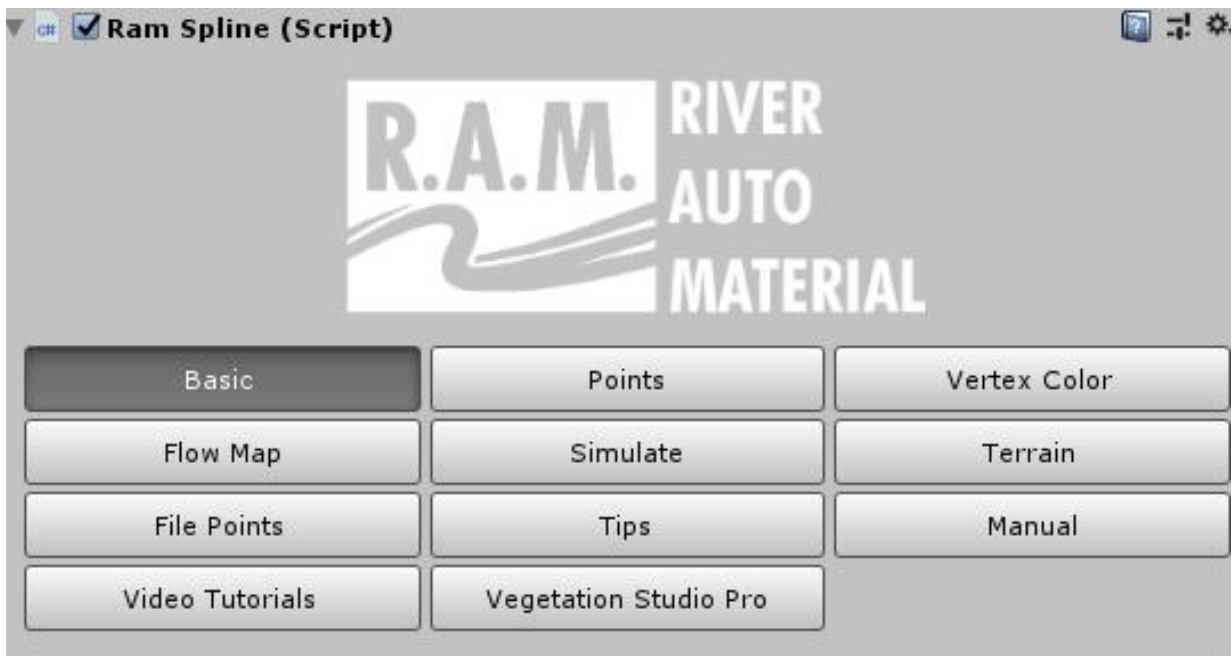 C# Ram Spline (Script)
R.A.M. RIVER
AUTO
MATERIAL
Basic Points Vertex Color
Flow Map Simulate Terrain
File Points Tips Manual
Video Tutorials Vegetation Studio Pro